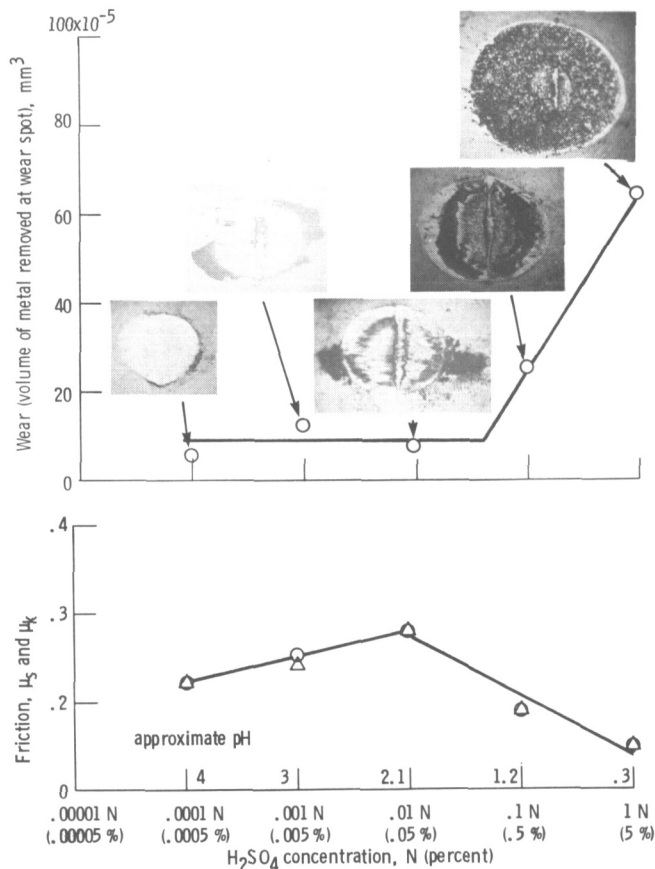 100x10-5
80
60
40
20
0
Wear (volume of metal removed at wear spot), mm3
.4
.3
.2
0
Friction, μs and μk
approximate pH
4
3
2.1
1.2
.3
.00001 N
.0001 N
.001 N
.01 N
.1 N
1 N
(.00005 %)
(.0005 %)
(.005 %)
(.05 %)
(.5 %)
(5 %)
H2SO4 concentration, N (percent)